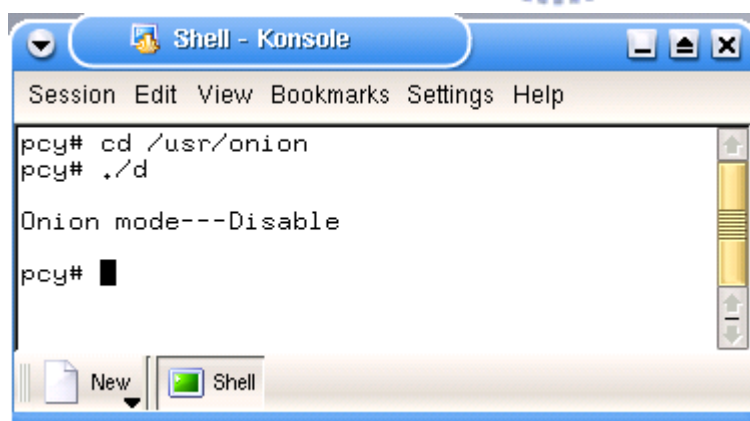 Shell - Konsole
Session Edit View Bookmarks Settings Help
pcy# cd /usr/onion
pcy# ./d
Onion mode---Disable
pcy#
New
Shell